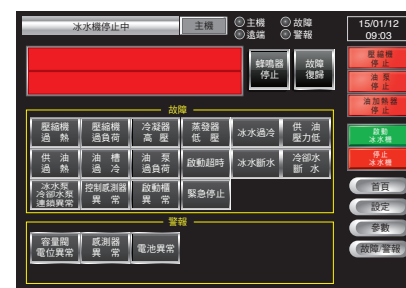 冰水機停止中
主機
主機
故障
遠端
警報
15/01/12
09:03
蜂鳴器
停止
故障
復歸
壓縮機
停止
油泵
停止
油加熱器
停止
啟動
冰水機
停止
冰水機
故障
壓縮機
過熱
壓縮機
過負荷
冷凝器
高壓
蒸發器
低壓
冰水過冷
供油
壓力低
供油
過熱
油槽
過冷
油泵
過負荷
啟動超時
冰水斷水
冷卻水
斷水
冰水泵
冷卻水泵
連鎖異常
控制感測器
異常
啟動櫃
異常
緊急停止
警報
容量閥
電位異常
感測器
異常
電池異常
首頁
設定
參數
故障/警報